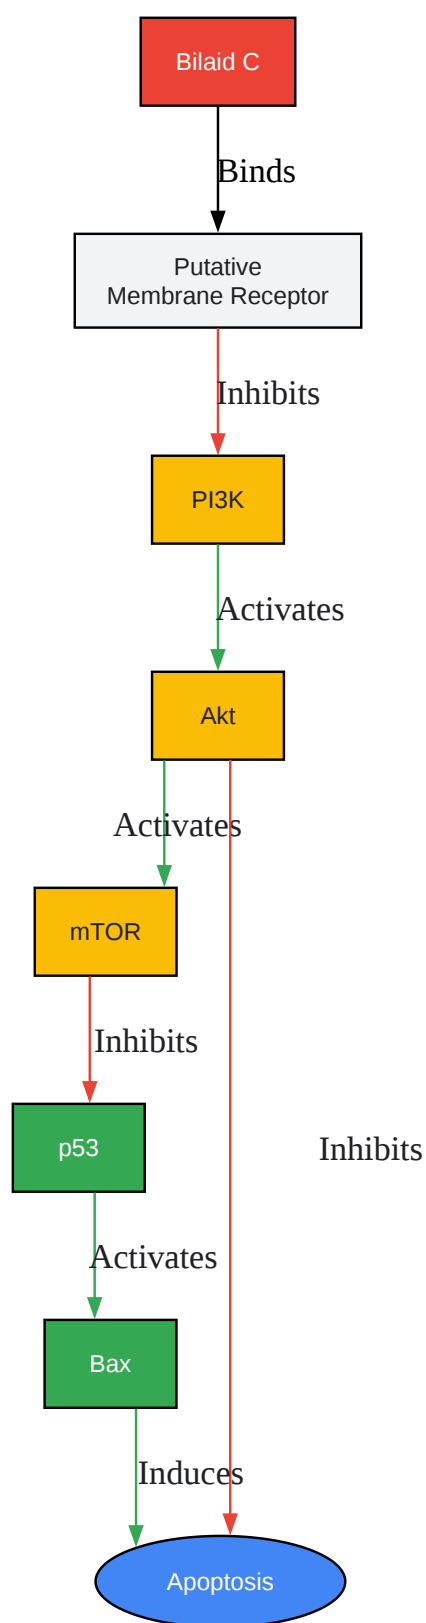 Bilaid C
Binds
Putative
Membrane Receptor
Inhibits
PI3K
Activates
Akt
Activates
mTOR
Inhibits
p53
Inhibits
Activates
Bax
Induces
Apoptosis